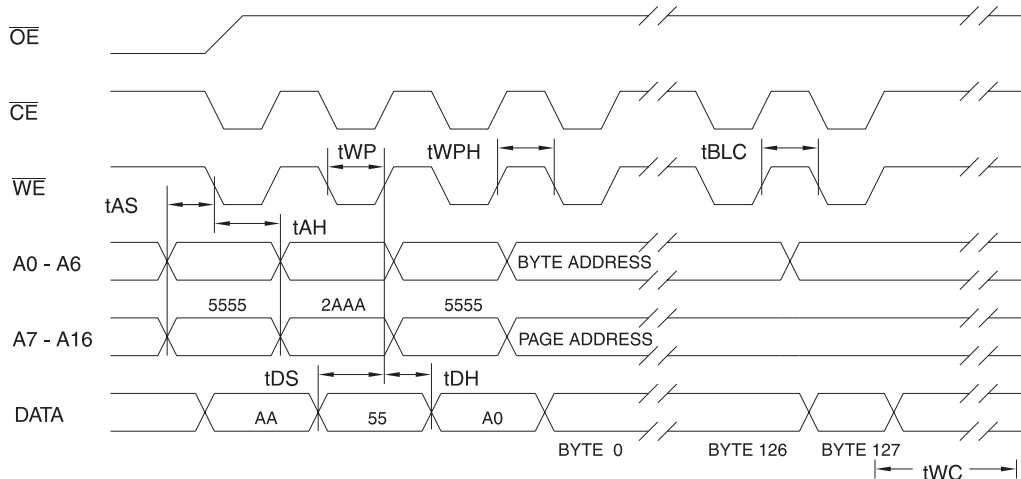 OE
CE
tWP tWPH tBLC
WE
tAS
tAH
A0 - A6 BYTE ADDRESS
5555 2AAA 5555
A7 - A16 PAGE ADDRESS
tDS tDH
DATA AA 55 A0
BYTE 0 BYTE 126 BYTE 127
tWC